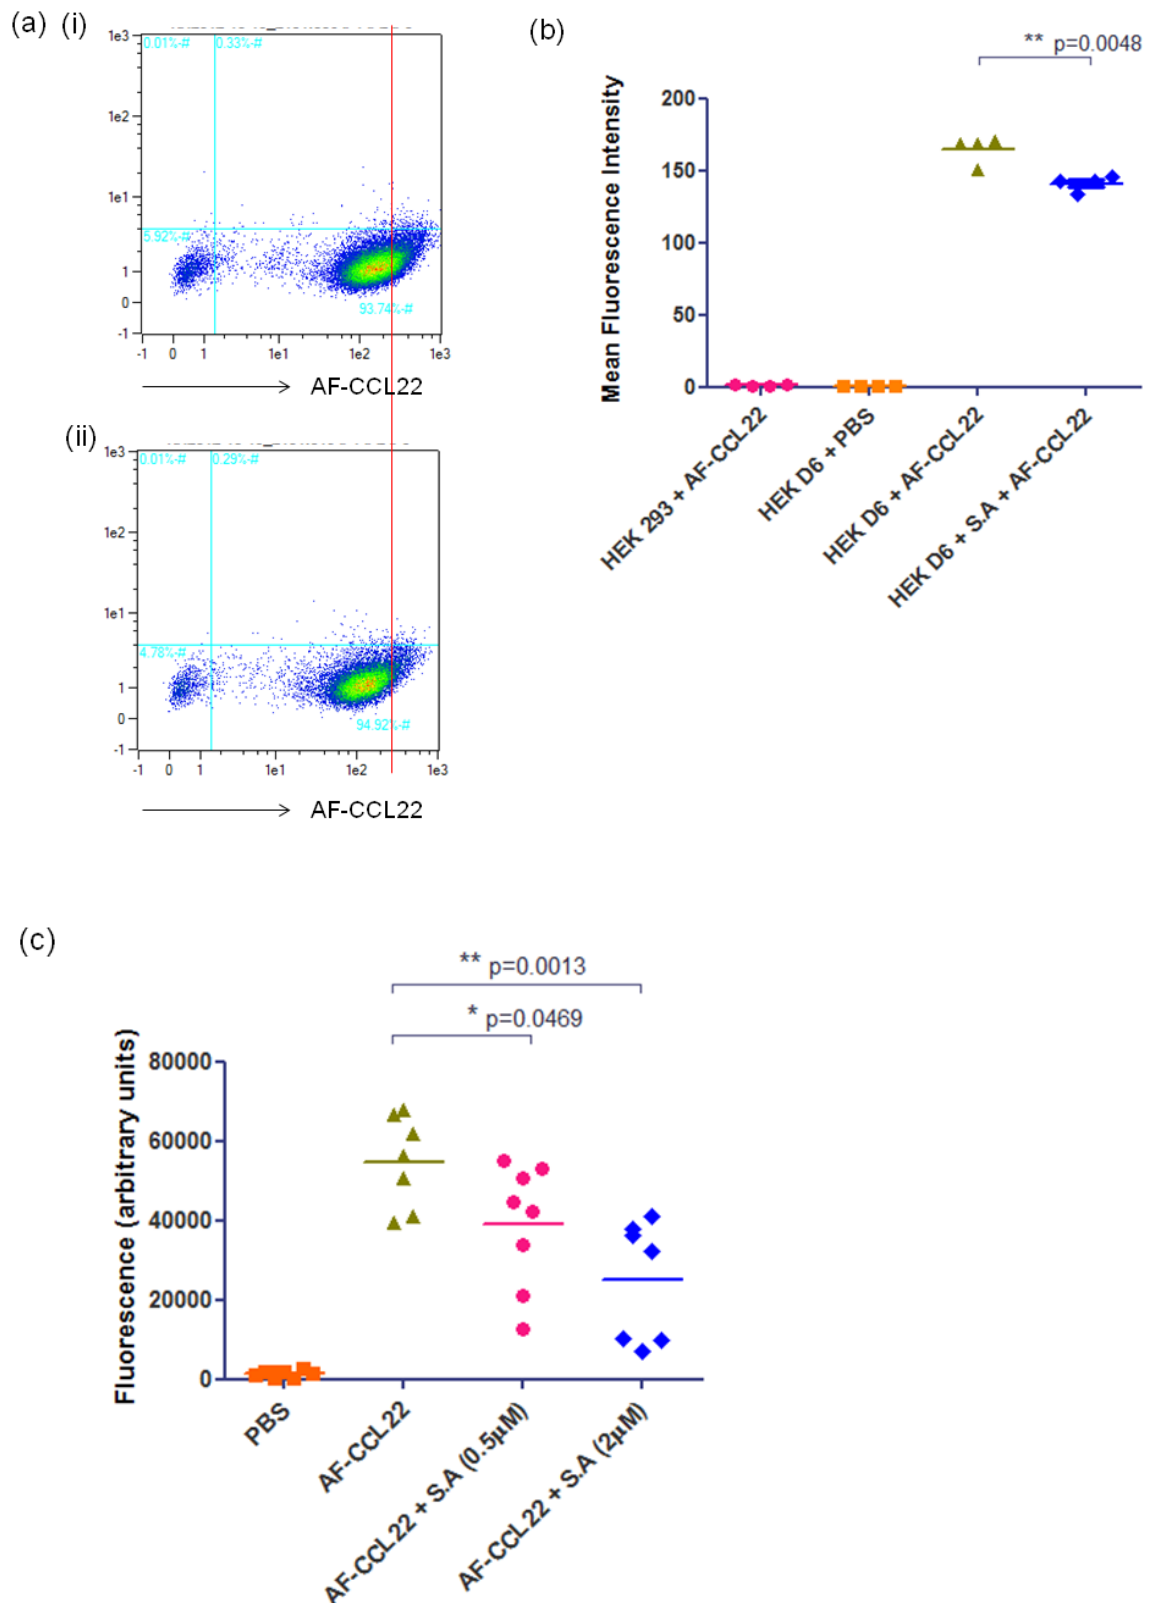 (a) (i)
1e3
0.01%-#
0.33%-#
1e2
1e1
5.92%-#
1
0
93.74%-#
-1
-1 0 1 1e1 1e2 1e3
AF-CCL22
(ii)
1e3
0.01%-#
0.29%-#
1e2
1e1
4.78%-#
1
0
94.92%-#
-1
-1 0 1 1e1 1e2 1e3
AF-CCL22
(b)
** p=0.0048
Mean Fluorescence Intensity
200
150
100
50
0
HEK 293 + AF-CCL22
HEK D6 +PBS
HEK D6 + AF-CCL22
HEK D6 + S.A + AF-CCL22
(c)
** p=0.0013
* p=0.0469
Fluorescence (arbitrary units)
80000
60000
40000
20000
0
PBS
AF-CCL22
AF-CCL22 + S.A (0.5µM)
AF-CCL22 + S.A (2µM)